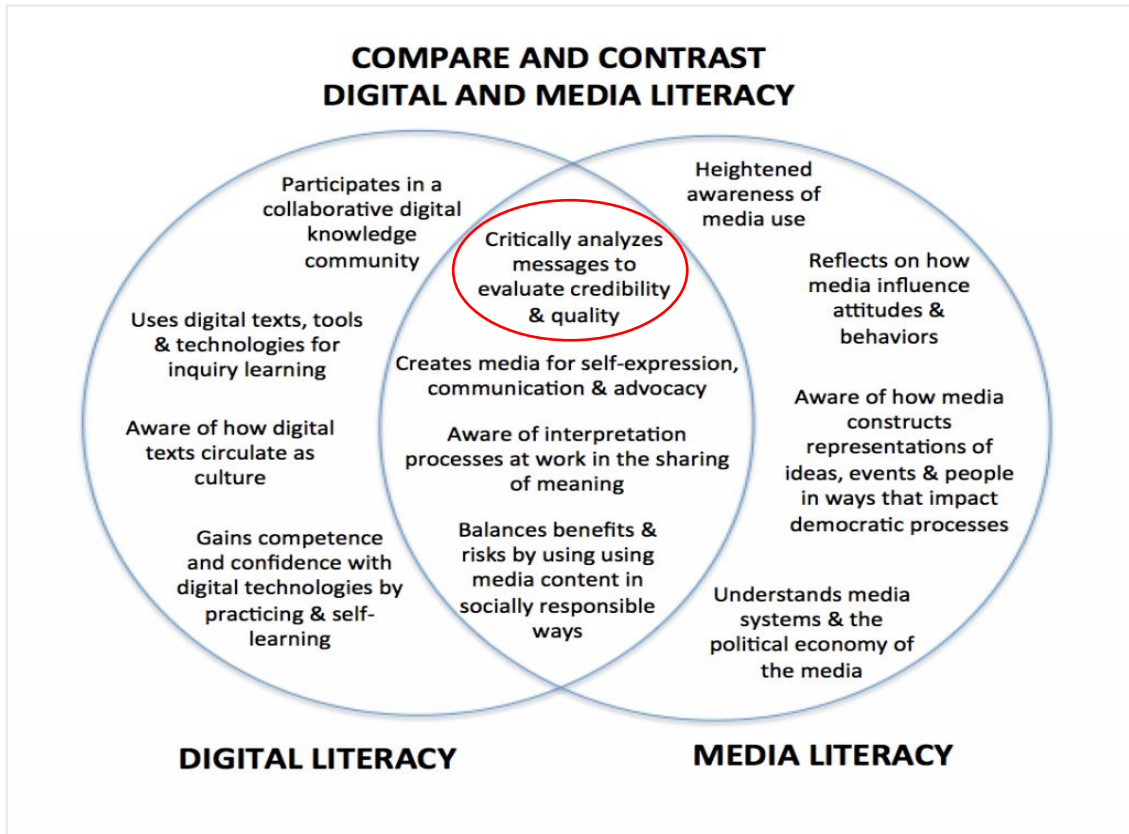 COMPARE AND CONTRAST
DIGITAL AND MEDIA LITERACY
Participates in a
collaborative digital
knowledge
community
Uses digital texts, tools
& technologies for
inquiry learning
Aware of how digital
texts circulate as
culture
Gains competence
and confidence with
digital technologies by
practicing & self-
learning
Critically analyzes
messages to
evaluate credibility
& quality
Creates media for self-expression,
communication & advocacy
Aware of interpretation
processes at work in the sharing
of meaning
Balances benefits &
risks by using using
media content in
socially responsible
ways
Heightened
awareness of
media use
Reflects on how
media influence
attitudes &
behaviors
Aware of how media
constructs
representations of
ideas, events & people
in ways that impact
democratic processes
Understands media
systems & the
political economy of
the media
DIGITAL LITERACY
MEDIA LITERACY